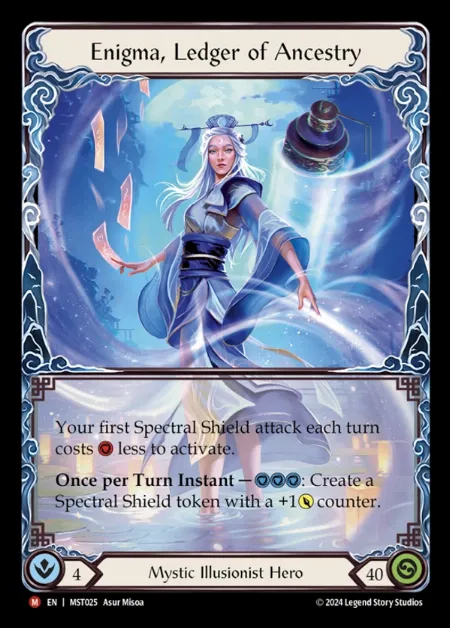 Enigma, Ledger of Ancestry
Your first Spectral Shield attack each turn
costs less to activate.
Once per Turn Instant — : Create a
Spectral Shield token with a +1 counter.
4
Mystic Illusionist Hero
40
M EN | MST025 Asur Misoa
© 2024 Legend Story Studios